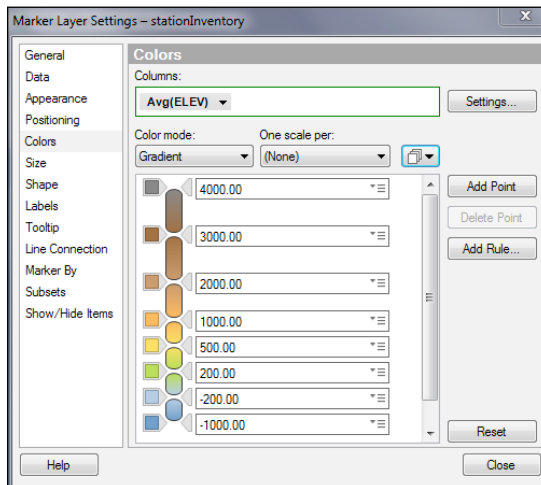 Marker Layer Settings – stationInventory
x
General
Data
Appearance
Positioning
Colors
Size
Shape
Labels
Tooltip
Line Connection
Marker By
Subsets
Show/Hide Items
Colors
Columns:
Avg(ELEV)
Settings...
Color mode:
One scale per:
Gradient
(None)
4000.00
3000.00
2000.00
1000.00
500.00
200.00
-200.00
-1000.00
Add Point
Delete Point
Add Rule...
Reset
Help
Close